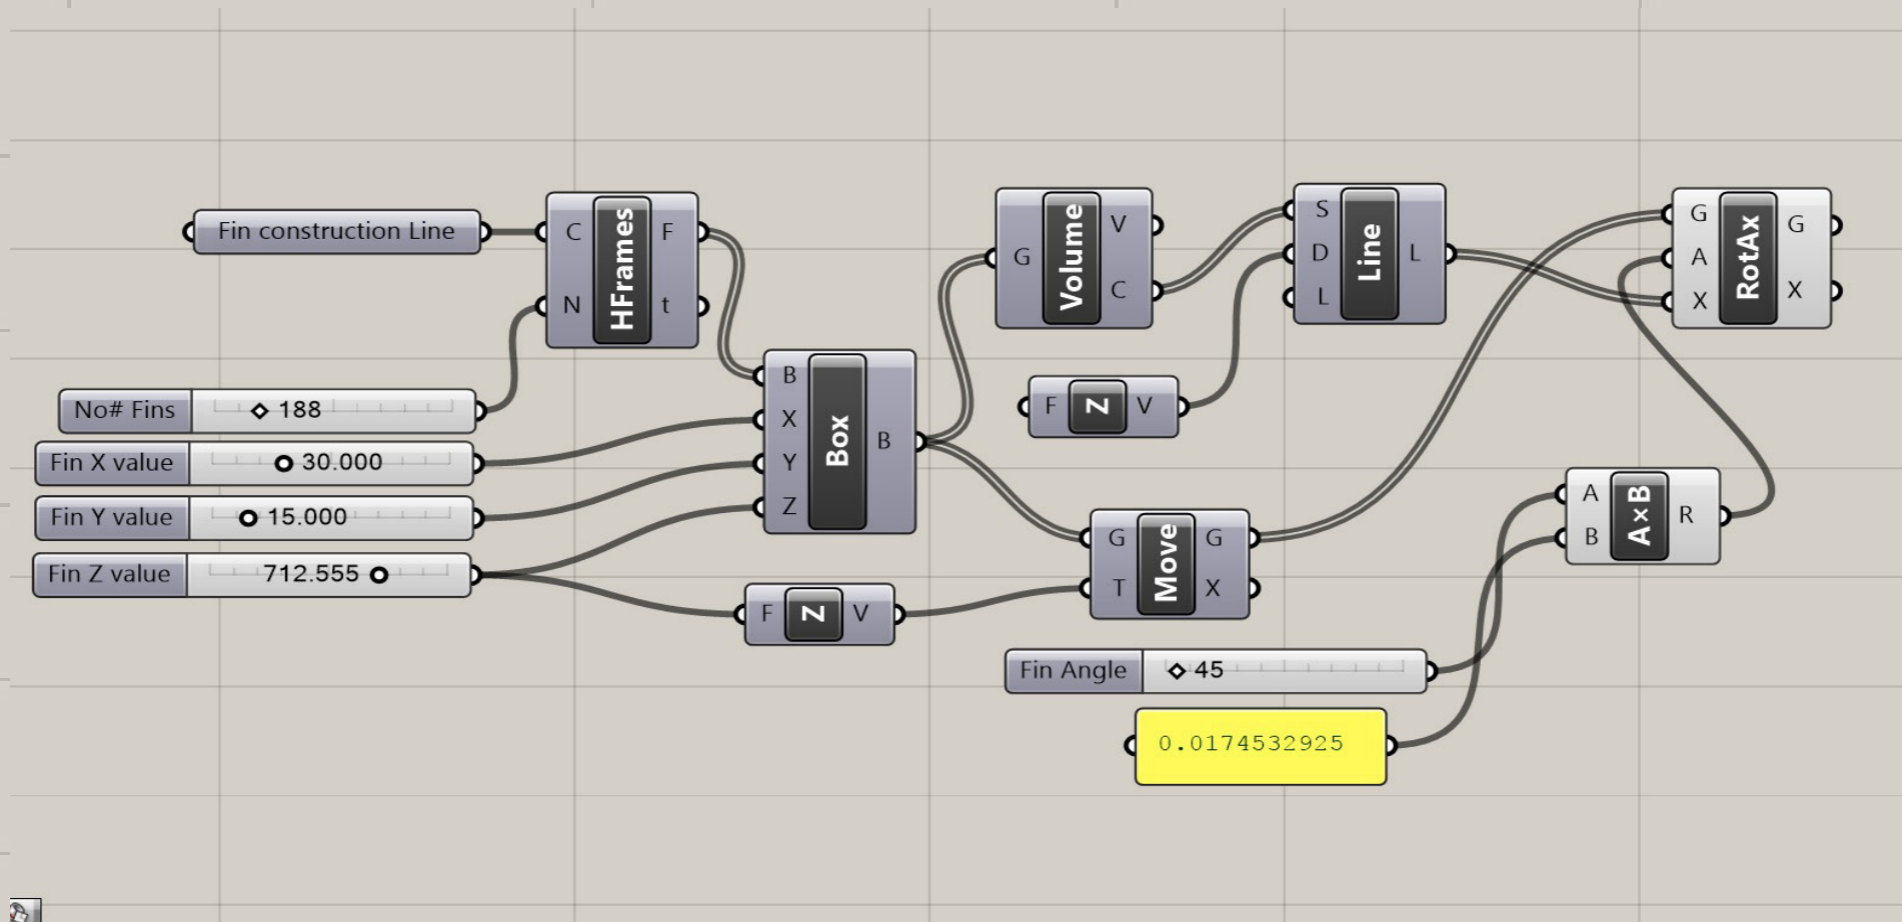 Fin construction Line
C
N
HFrames
F
t
No# Fins
188
Fin X value
30.000
Fin Y value
15.000
Fin Z value
712.555
B
X
Y
Z
Box
B
F
Z
V
G
Volume
V
C
F
Z
V
S
D
L
Line
L
G
T
Move
G
X
Fin Angle
45
0.0174532925
A
B
A×B
R
G
A
X
RotAx
G
X